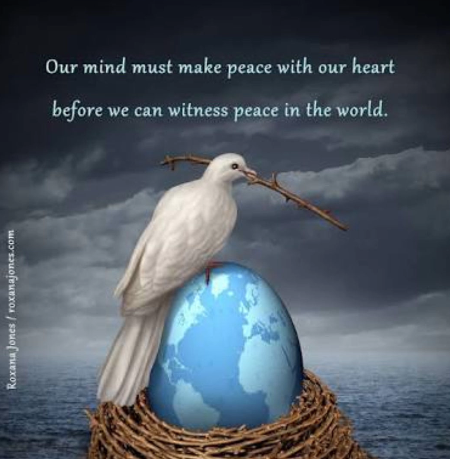 Our mind must make peace with our heart
before we can witness peace in the world.
Roxana Jones / roxanajones.com